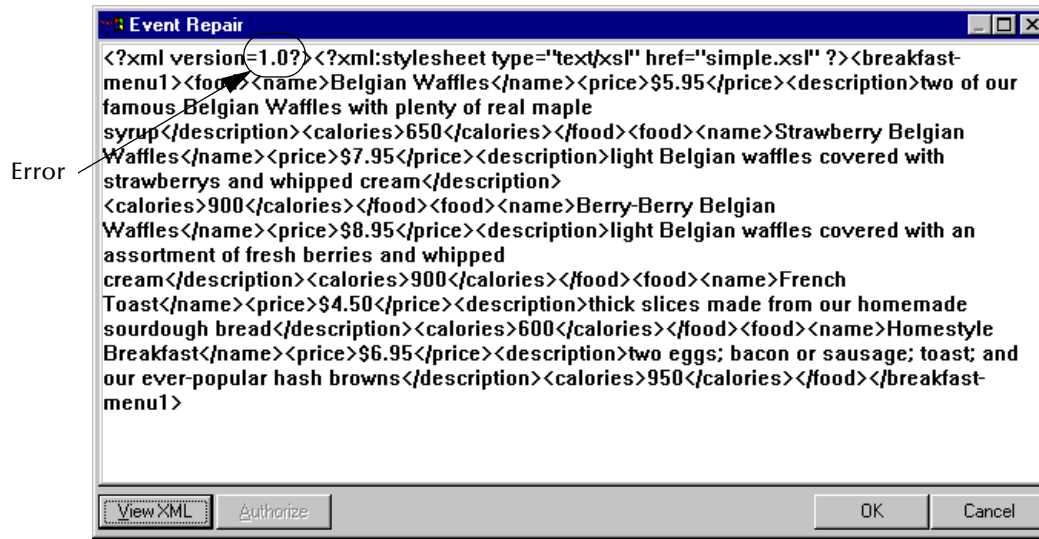 Event Repair
<?xml version=1.0?><?xml:stylesheet type="text/xsl" href="simple.xsl" ?><breakfast-
menu1><food><name>Belgian Waffles</name><price>$5.95</price><description>two of our
famous Belgian Waffles with plenty of real maple
syrup</description><calories>650</calories></food><food><name>Strawberry Belgian
Waffles</name><price>$7.95</price><description>light Belgian waffles covered with
Error
strawberrys and whipped cream</description>
<calories>900</calories></food><food><name>Berry-Berry Belgian
Waffles</name><price>$8.95</price><description>light Belgian waffles covered with an
assortment of fresh berries and whipped
cream</description><calories>900</calories></food><food><name>French
Toast</name><price>$4.50</price><description>thick slices made from our homemade
sourdough bread</description><calories>600</calories></food><food><name>Homestyle
Breakfast</name><price>$6.95</price><description>two eggs; bacon or sausage; toast; and
our ever-popular hash browns</description><calories>950</calories></food></breakfast-
menu1>
View XML Authorize OK Cancel